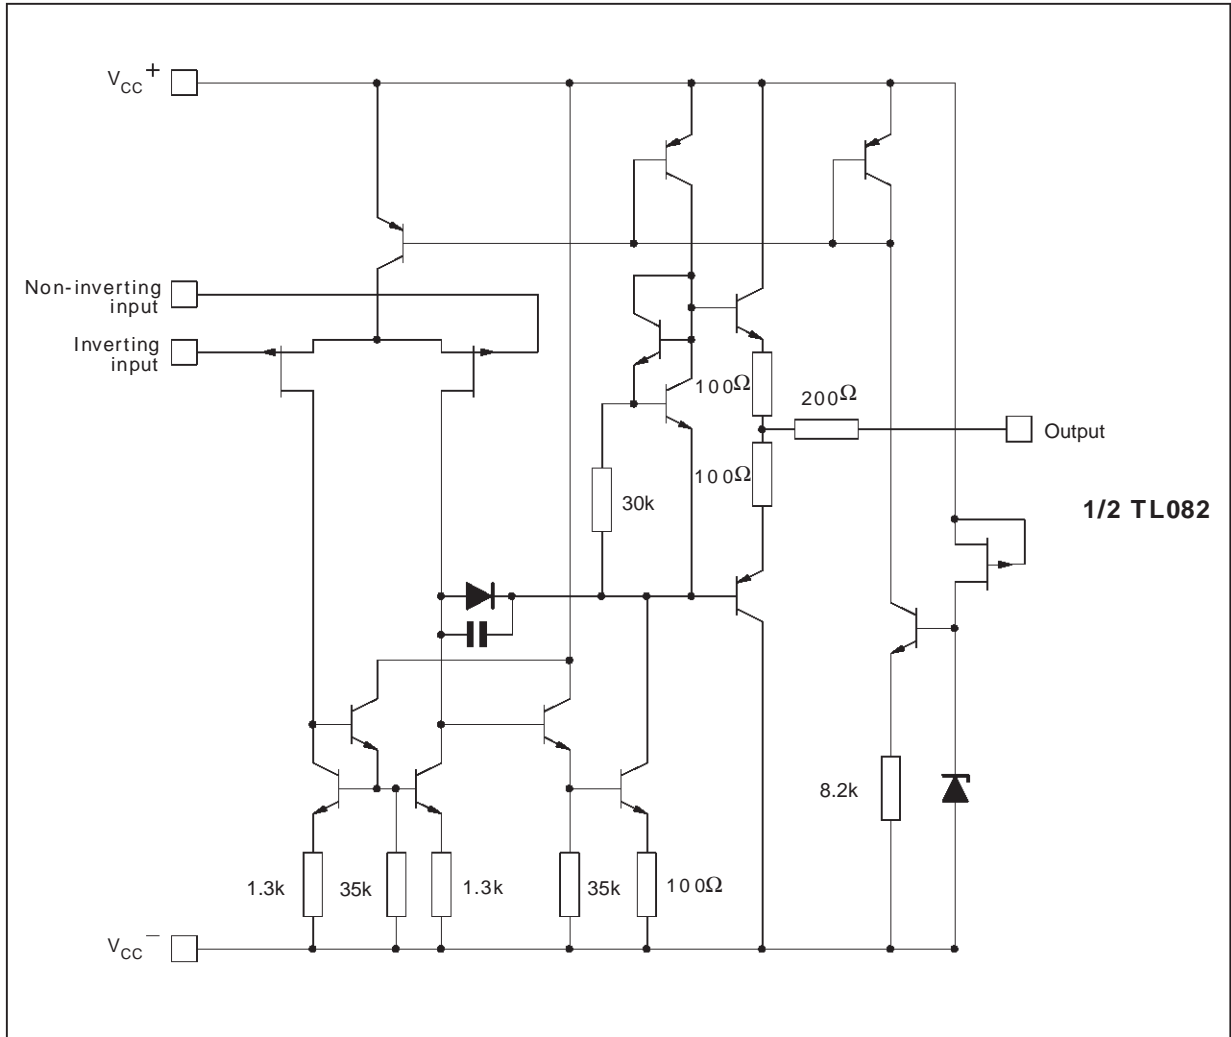 VCC+
Non-inverting
input
Inverting
input
100Ω
200Ω
Output
100Ω
30k
1/2 TL082
8.2k
1.3k
35k
1.3k
35k
100Ω
VCC−